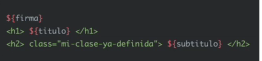 ${firma}
<h1> ${titulo} </h1>
<h2> class="mi-clase-ya-definida"> ${subtitulo} </h2>